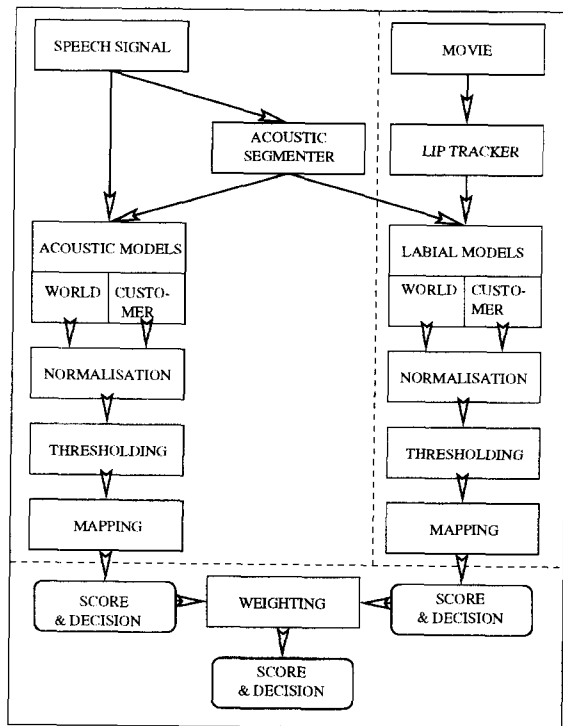 SPEECH SIGNAL
MOVIE
ACOUSTIC
SEGMENTER
LIP TRACKER
ACOUSTIC MODELS
WORLD
CUSTO-
MER
LABIAL MODELS
WORLD
CUSTO-
MER
NORMALISATION
NORMALISATION
THRESHOLDING
THRESHOLDING
MAPPING
MAPPING
SCORE
& DECISION
WEIGHTING
SCORE
& DECISION
SCORE
& DECISION